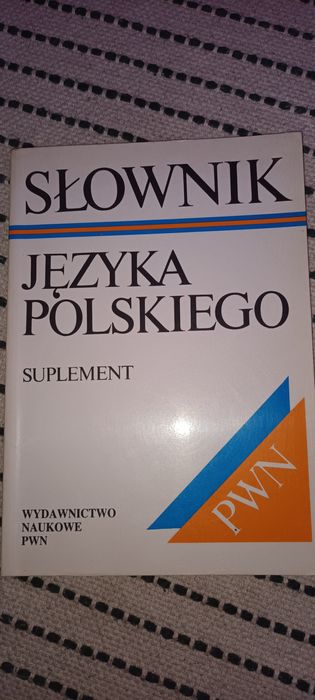 SŁOWNIK
JĘZYKA
POLSKIEGO
SUPLEMENT
PWN
WYDAWNICTWO
NAUKOWE
PWN